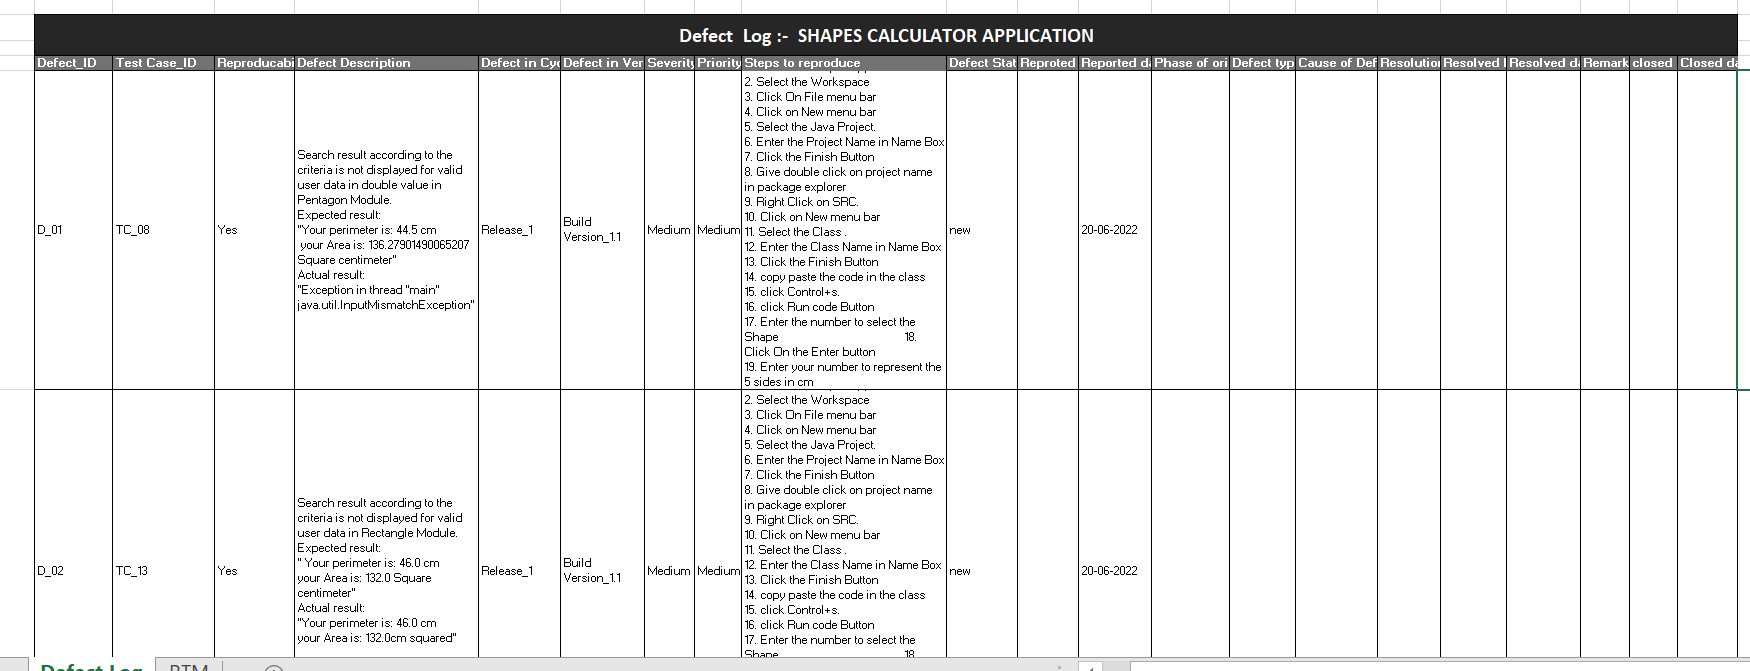 Defect Log :- SHAPES CALCULATOR APPLICATION
Defect_ID Test Case_ID Reproducabi Defect Description Defect in Cyc Defect in Ver Severity Priority Steps to reproduce Defect Stat Reproted Reported da Phase of ori Defect typ Cause of Def Resolution Resolved Resolved da Remark closed Closed da
D_01
TC_08
Yes
Search result according to the
criteria is not displayed for valid
user data in double value in
Pentagon Module.
Expected result:
"Your perimeter is: 44.5 cm
your Area is: 136.27901490065207
Square centimeter"
Actual result:
"Exception in thread "main"
java.util.InputMismatchException"
Release_1
Build
Version_1.1
Medium
Medium
2. Select the Workspace
3. Click On File menu bar
4. Click on New menu bar
5. Select the Java Project.
6. Enter the Project Name in Name Box
7. Click the Finish Button
8. Give double click on project name
in package explorer
9. Right Click on SRC.
10. Click on New menu bar
11. Select the Class .
12. Enter the Class Name in Name Box
13. Click the Finish Button
14. copy paste the code in the class
15. click Control+s.
16. click Run code Button
17. Enter the number to select the
Shape 18.
Click On the Enter button
19. Enter your number to represent the
5 sides in cm
new
20-06-2022
D_02
TC_13
Yes
Search result according to the
criteria is not displayed for valid
user data in Rectangle Module.
Expected result:
" Your perimeter is: 46.0 cm
your Area is: 132.0 Square
centimeter"
Actual result:
"Your perimeter is: 46.0 cm
your Area is: 132.0cm squared"
Release_1
Build
Version_1.1
Medium
Medium
2. Select the Workspace
3. Click On File menu bar
4. Click on New menu bar
5. Select the Java Project.
6. Enter the Project Name in Name Box
7. Click the Finish Button
8. Give double click on project name
in package explorer
9. Right Click on SRC.
10. Click on New menu bar
11. Select the Class .
12. Enter the Class Name in Name Box
13. Click the Finish Button
14. copy paste the code in the class
15. click Control+s.
16. click Run code Button
17. Enter the number to select the
Shape 18.
new
20-06-2022
Defect Log RTM